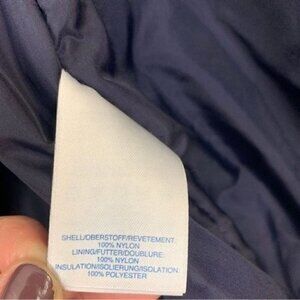 SHELL/OBERSTOFF/REVETEMENT:
100% NYLON
LINING/FUTTER/DOUBLURE:
100% NYLON
INSULATION/ISOLIERUNG/ISOLATION:
100% POLYESTER